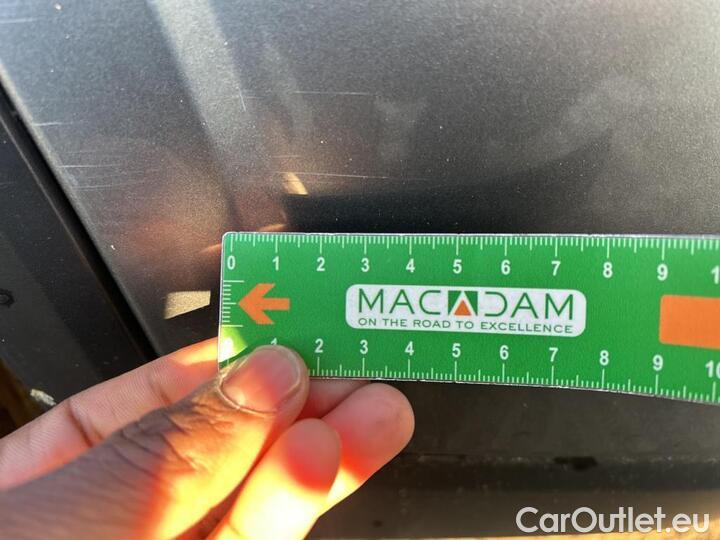 0 1 2 3 4 5 6 7 8 9
MACADAM
ON THE ROAD TO EXCELLENCE
1 2 3 4 5 6 7 8 9 10
CarOutlet.eu